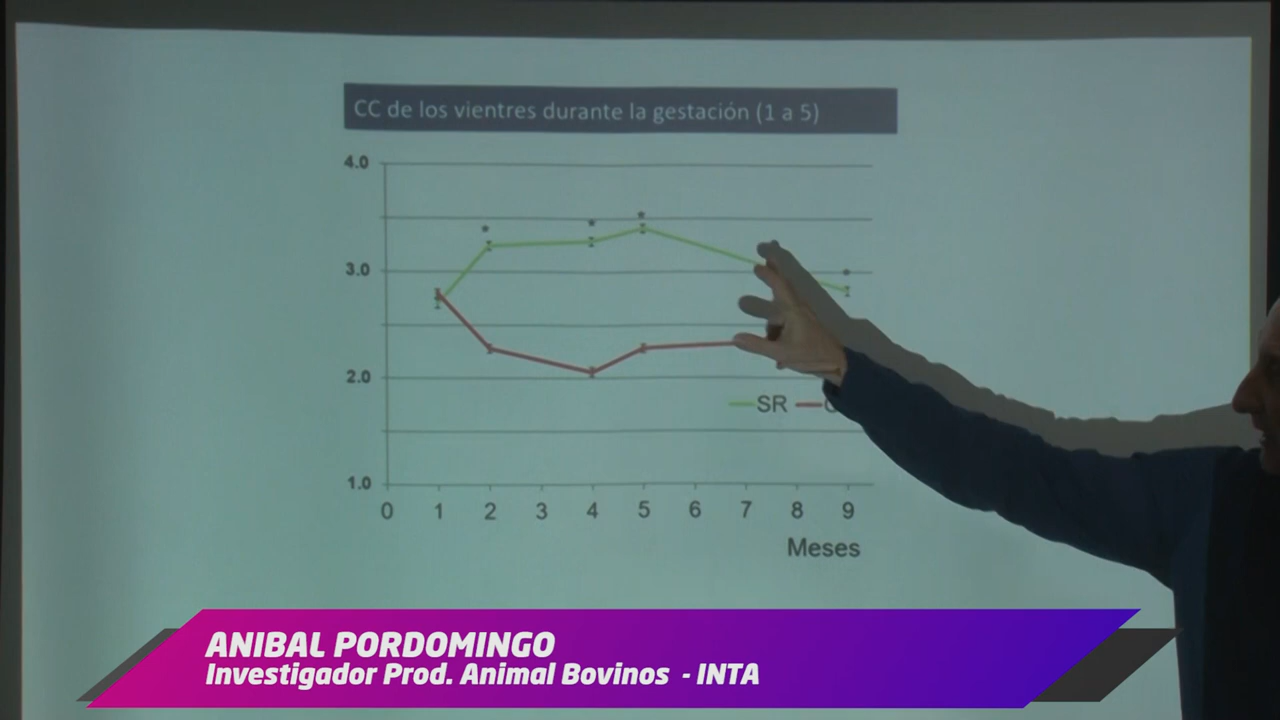 CC de los vientres durante la gestación (1 a 5)
4.0
3.0
2.0
1.0
SR
0 1 2 3 4 5 6 7 8 9
Meses
ANIBAL PORDOMINGO
Investigador Prod. Animal Bovinos - INTA